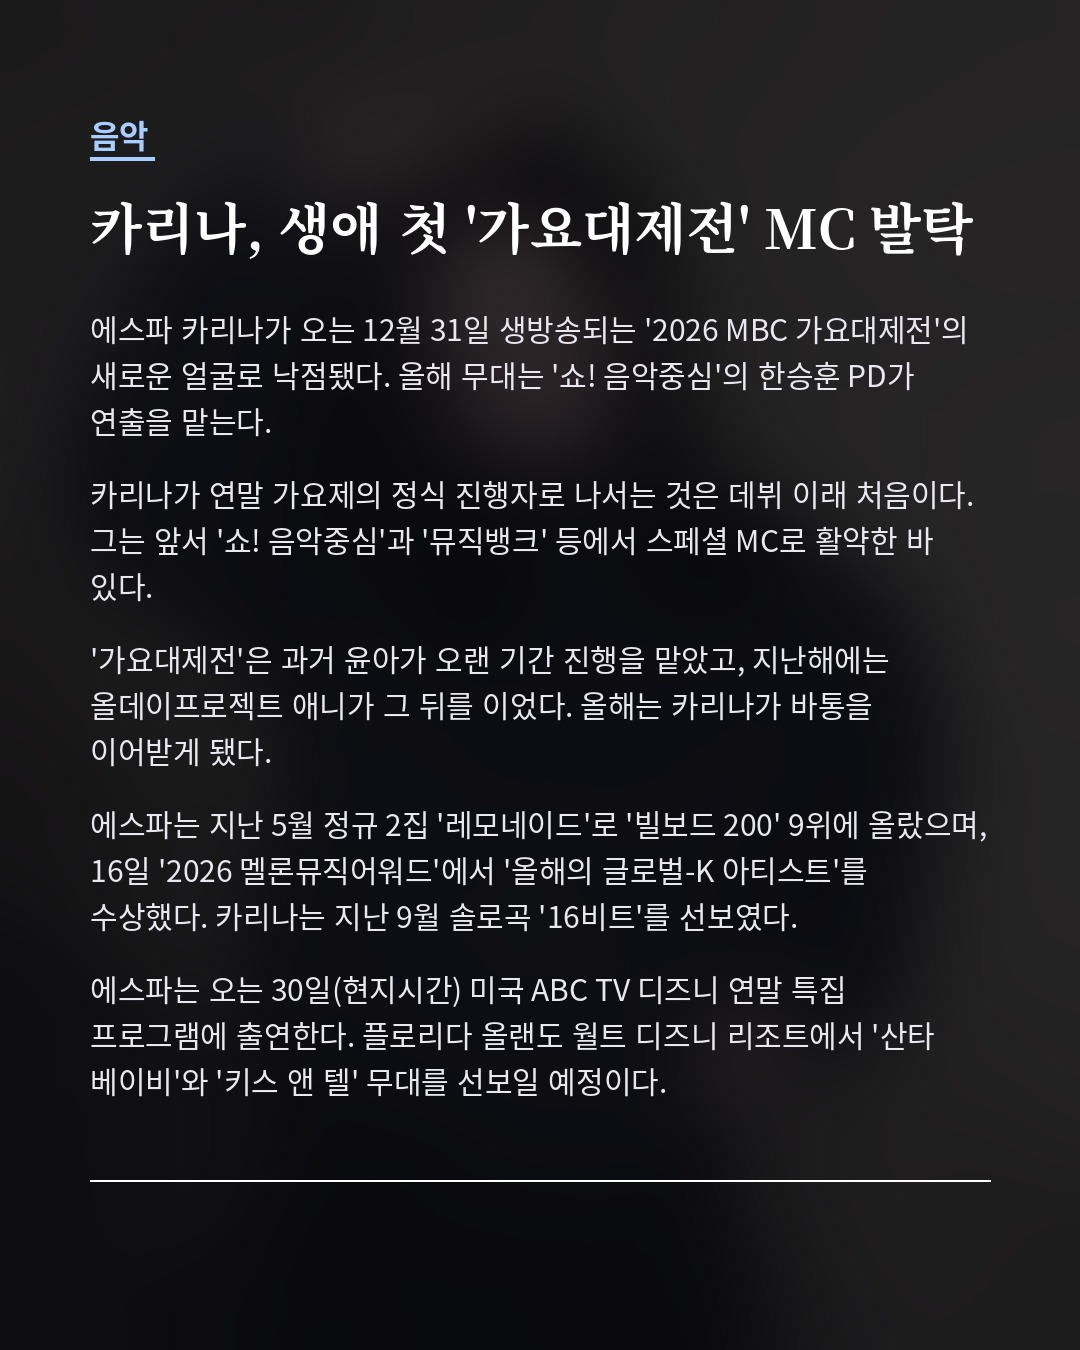 음악
카리나, 생애 첫 '가요대제전' MC 발탁
에스파 카리나가 오는 12월 31일 생방송되는 '2026 MBC 가요대제전'의
새로운 얼굴로 낙점됐다. 올해 무대는 '쇼! 음악중심'의 한승훈 PD가
연출을 맡는다.
카리나가 연말 가요제의 정식 진행자로 나서는 것은 데뷔 이래 처음이다.
그는 앞서 '쇼! 음악중심'과 '뮤직뱅크' 등에서 스페셜 MC로 활약한 바
있다.
'가요대제전'은 과거 윤아가 오랜 기간 진행을 맡았고, 지난해에는
올데이프로젝트 애니가 그 뒤를 이었다. 올해는 카리나가 바통을
이어받게 됐다.
에스파는 지난 5월 정규 2집 '레모네이드'로 '빌보드 200' 9위에 올랐으며,
16일 '2026 멜론뮤직어워드'에서 '올해의 글로벌-K 아티스트'를
수상했다. 카리나는 지난 9월 솔로곡 '16비트'를 선보였다.
에스파는 오는 30일(현지시간) 미국 ABC TV 디즈니 연말 특집
프로그램에 출연한다. 플로리다 올랜도 월트 디즈니 리조트에서 '산타
베이비'와 '키스 앤 텔' 무대를 선보일 예정이다.